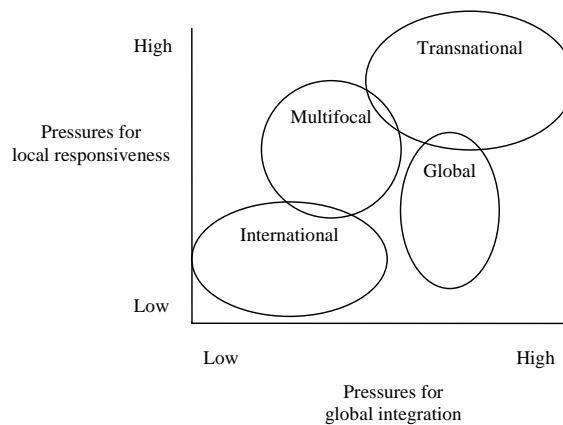 High
Transnational
Multifocal
Pressures for
local responsiveness
Global
International
Low
Low
High
Pressures for
global integration